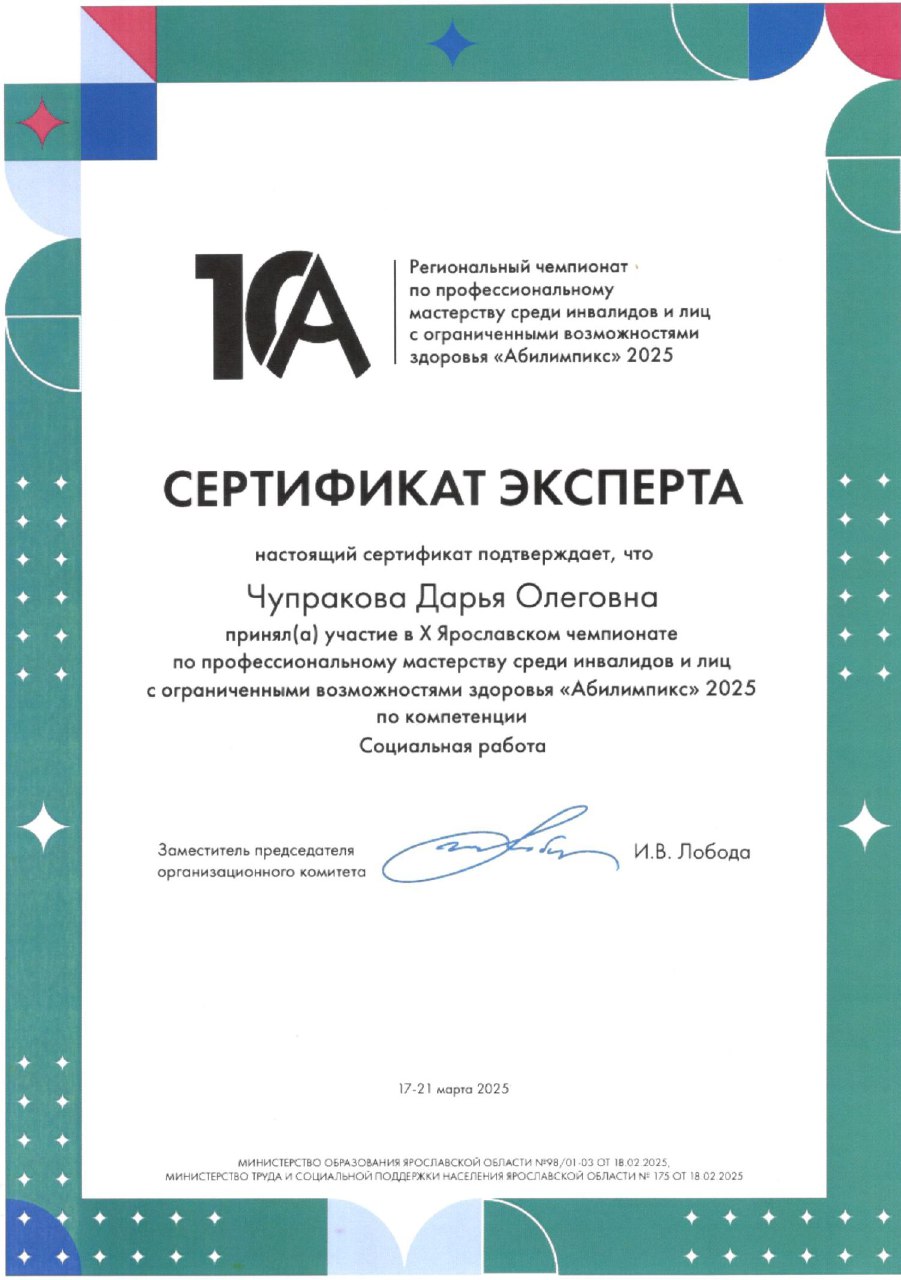 1СА
Региональный чемпионат
по профессиональному
мастерству среди инвалидов и лиц
с ограниченными возможностями
здоровья «Абилимпикс» 2025
СЕРТИФИКАТ ЭКСПЕРТА
настоящий сертификат подтверждает, что
Чупракова Дарья Олеговна
принял(а) участие в X Ярославском чемпионате
по профессиональному мастерству среди инвалидов и лиц
с ограниченными возможностями здоровья «Абилимпикс» 2025
по компетенции
Социальная работа
Заместитель председателя
организационного комитета
И.В. Лобода
17-21 марта 2025
МИНИСТЕРСТВО ОБРАЗОВАНИЯ ЯРОСЛАВСКОЙ ОБЛАСТИ №98/01-03 ОТ 18.02.2025,
МИНИСТЕРСТВО ТРУДА И СОЦИАЛЬНОЙ ПОДДЕРЖКИ НАСЕЛЕНИЯ ЯРОСЛАВСКОЙ ОБЛАСТИ № 175 ОТ 18.02.2025